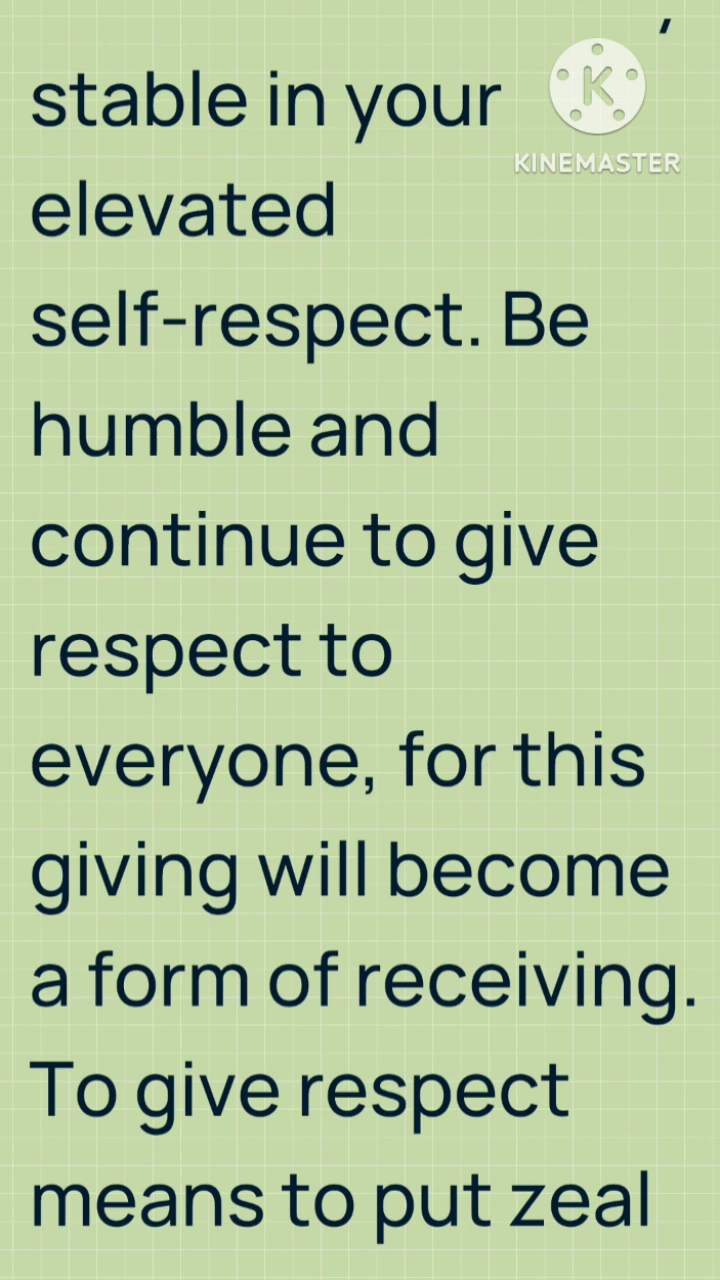 stable in your
KINEMASTER
elevated
self-respect. Be
humble and
continue to give
respect to
everyone, for this
giving will become
a form of receiving.
To give respect
means to put zeal